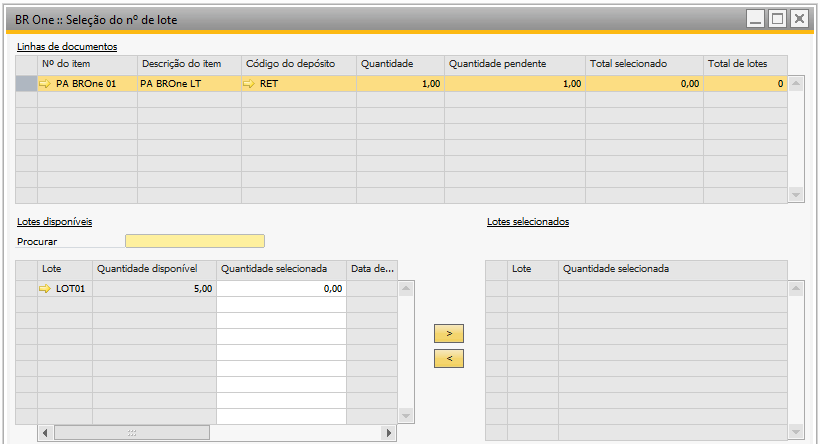 BR One :: Seleção do nº de lote
Linhas de documentos
Nº do item Descrição do item Código do depósito Quantidade Quantidade pendente Total selecionado Total de lotes
PA BROne 01 PA BROne LT RET 1,00 1,00 0,00 0
Lotes disponíveis Lotes selecionados
Procurar
Lote Quantidade disponível Quantidade selecionada Data de... Lote Quantidade selecionada
LOT01 5,00 0,00
>
<